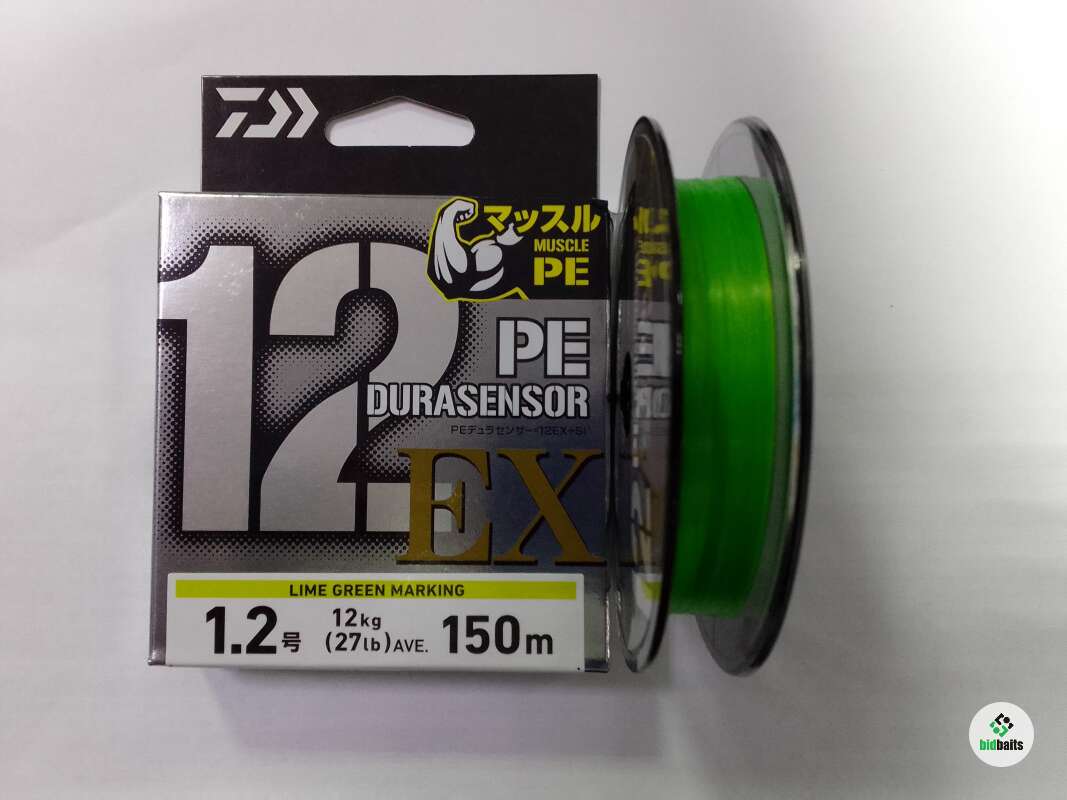 12
マッスル
MUSCLE
PE
PE
DURASENSOR
PEデュラセンサー×12EX+Si
EX
LIME GREEN MARKING
1.2号 12kg (27lb) AVE. 150m
bidbaits